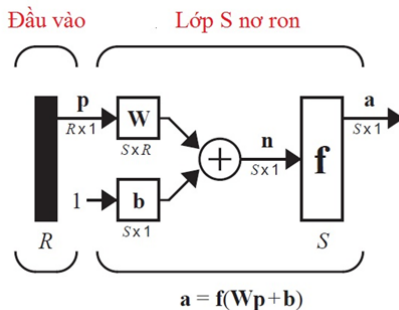 Đầu vào
Lớp S nơ ron
p
R x 1
W
S x R
1
b
S x 1
n
S x 1
f
a
S x 1
R
S
a = f(Wp+b)